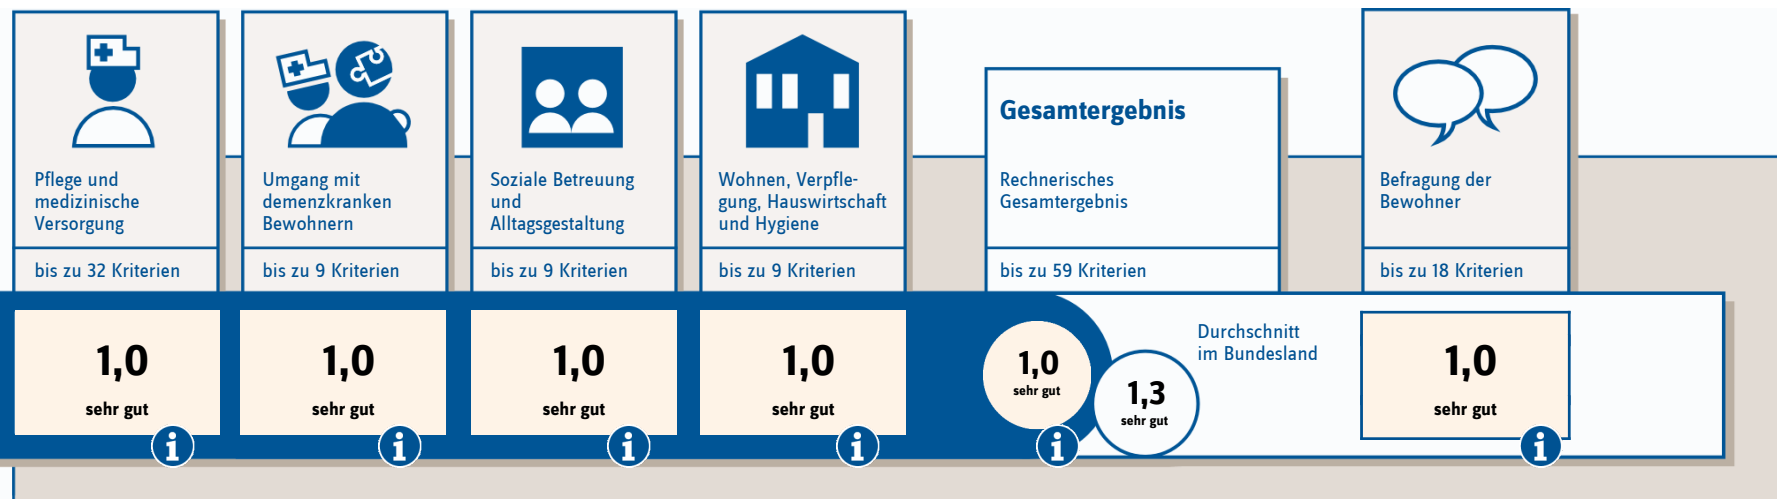 Pflege und
medizinische
Versorgung
bis zu 32 Kriterien
1,0
sehr gut
Umgang mit
demenzkranken
Bewohnern
bis zu 9 Kriterien
1,0
sehr gut
Soziale Betreuung
und
Alltagsgestaltung
bis zu 9 Kriterien
1,0
sehr gut
Wohnen, Verpfle-
gung, Hauswirtschaft
und Hygiene
bis zu 9 Kriterien
1,0
sehr gut
Gesamtergebnis
Rechnerisches
Gesamtergebnis
bis zu 59 Kriterien
1,0
sehr gut
1,3
sehr gut
Durchschnitt
im Bundesland
Befragung der
Bewohner
bis zu 18 Kriterien
1,0
sehr gut